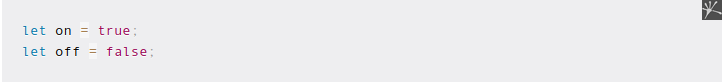 let on = true;
let off = false;